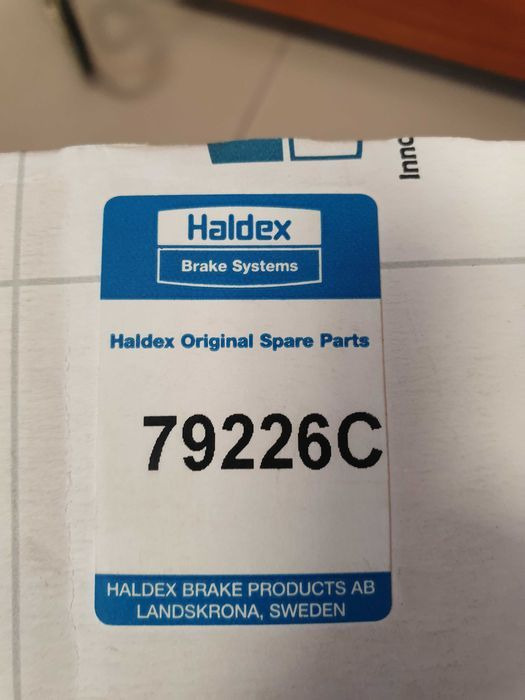 Haldex
Brake Systems
Haldex Original Spare Parts
79226C
HALDEX BRAKE PRODUCTS AB
LANDSKRONA, SWEDEN